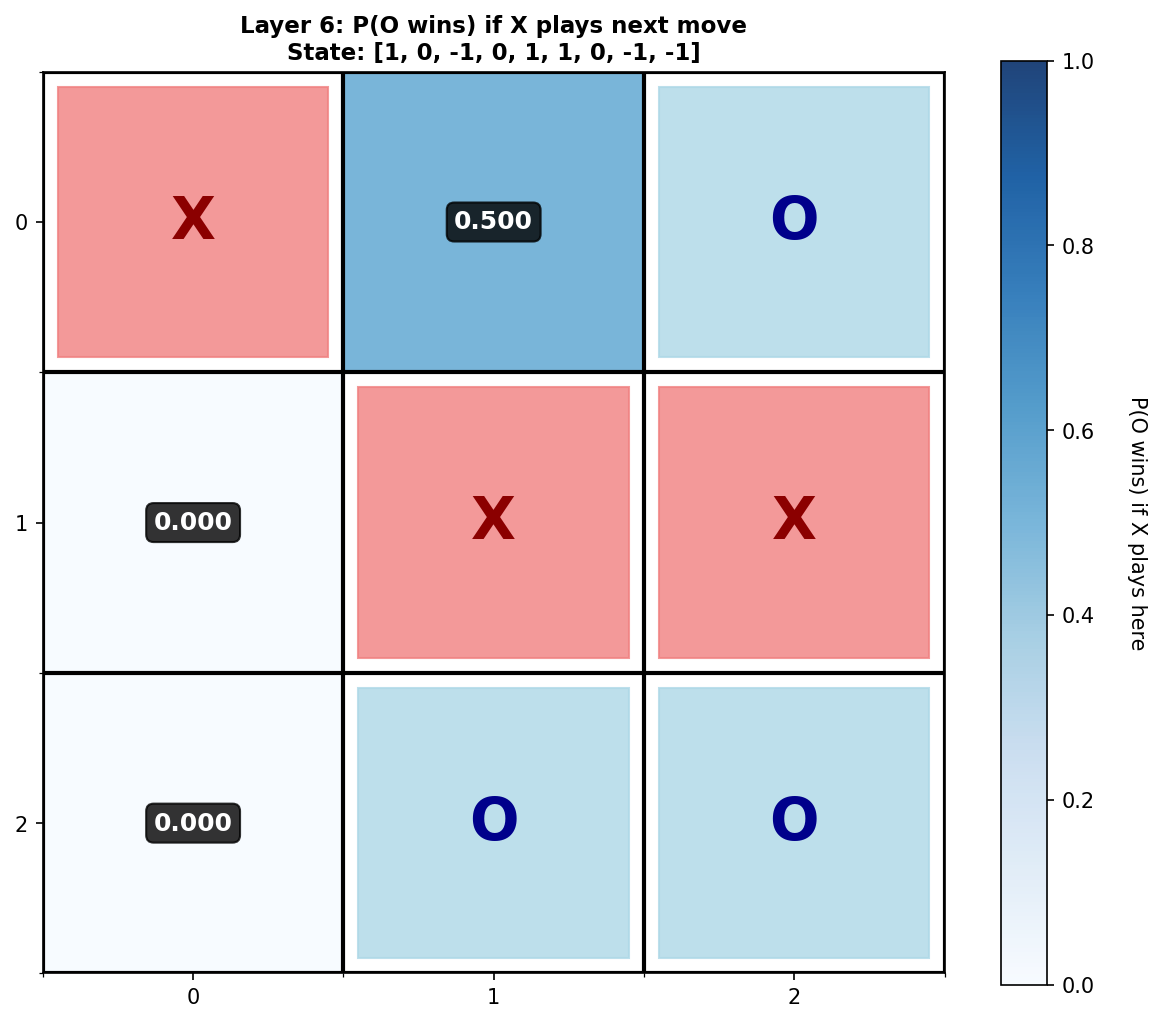 Layer 6: P(O wins) if X plays next move
State: [1, 0, -1, 0, 1, 1, 0, -1, -1]
0
X
0.500
O
1
0.000
X
X
2
0.000
O
O
0
1
2
1.0
0.8
0.6
0.4
0.2
0.0
P(O wins) if X plays here